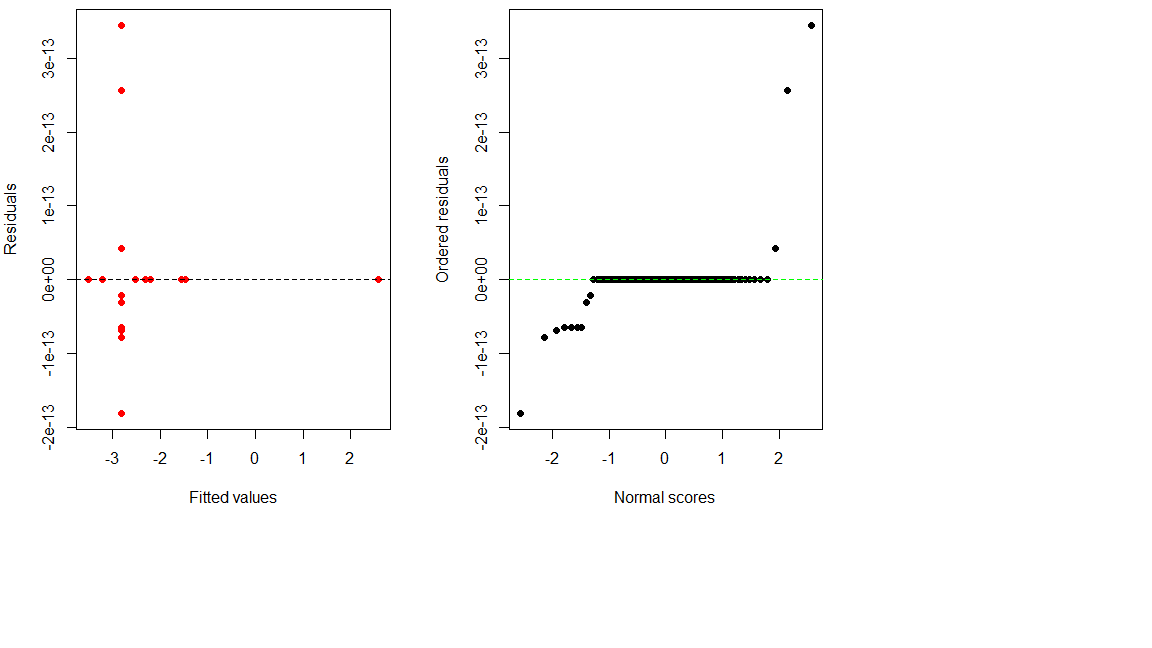 Residuals
3e-13
2e-13
1e-13
0e+00
-1e-13
-2e-13
-3 -2 -1 0 1 2
Fitted values
Ordered residuals
3e-13
2e-13
1e-13
0e+00
-1e-13
-2e-13
-2 -1 0 1 2
Normal scores